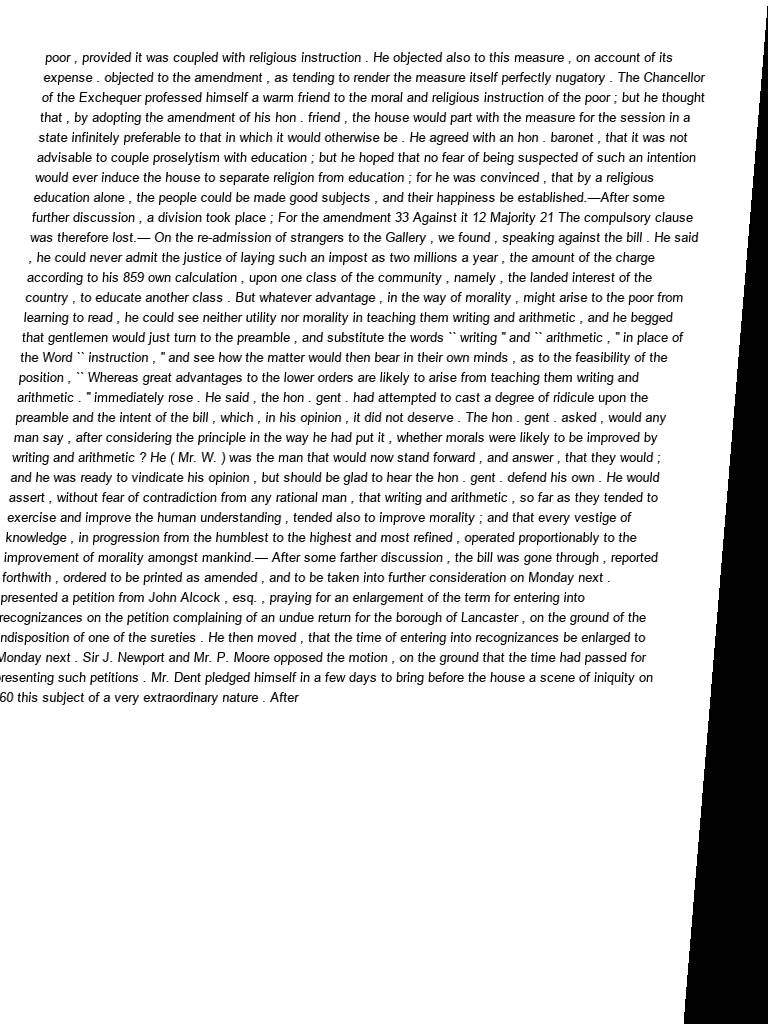 poor , provided it was coupled with religious instruction . He objected also to this measure , on account of its
expense . objected to the amendment , as tending to render the measure itself perfectly nugatory . The Chancellor
of the Exchequer professed himself a warm friend to the moral and religious instruction of the poor ; but he thought
that , by adopting the amendment of his hon . friend , the house would part with the measure for the session in a
state infinitely preferable to that in which it would otherwise be . He agreed with an hon . baronet , that it was not
advisable to couple proselytism with education ; but he hoped that no fear of being suspected of such an intention
would ever induce the house to separate religion from education ; for he was convinced , that by a religious
education alone , the people could be made good subjects , and their happiness be established.—After some
further discussion , a division took place ; For the amendment 33 Against it 12 Majority 21 The compulsory clause
was therefore lost.— On the re-admission of strangers to the Gallery , we found , speaking against the bill . He said
, he could never admit the justice of laying such an impost as two millions a year , the amount of the charge
according to his 859 own calculation , upon one class of the community , namely , the landed interest of the
country , to educate another class . But whatever advantage , in the way of morality , might arise to the poor from
learning to read , he could see neither utility nor morality in teaching them writing and arithmetic , and he begged
that gentlemen would just turn to the preamble , and substitute the words `` writing " and `` arithmetic , " in place of
the Word `` instruction , " and see how the matter would then bear in their own minds , as to the feasibility of the
position , `` Whereas great advantages to the lower orders are likely to arise from teaching them writing and
arithmetic . " immediately rose . He said , the hon . gent . had attempted to cast a degree of ridicule upon the
preamble and the intent of the bill , which , in his opinion , it did not deserve . The hon . gent . asked , would any
man say , after considering the principle in the way he had put it , whether morals were likely to be improved by
writing and arithmetic ? He ( Mr. W. ) was the man that would now stand forward , and answer , that they would ;
and he was ready to vindicate his opinion , but should be glad to hear the hon . gent . defend his own . He would
assert , without fear of contradiction from any rational man , that writing and arithmetic , so far as they tended to
exercise and improve the human understanding , tended also to improve morality ; and that every vestige of
knowledge , in progression from the humblest to the highest and most refined , operated proportionably to the
improvement of morality amongst mankind.— After some farther discussion , the bill was gone through , reported
forthwith , ordered to be printed as amended , and to be taken into further consideration on Monday next .
presented a petition from John Alcock , esq. , praying for an enlargement of the term for entering into
recognizances on the petition complaining of an undue return for the borough of Lancaster , on the ground of the
ndisposition of one of the sureties . He then moved , that the time of entering into recognizances be enlarged to
Monday next . Sir J. Newport and Mr. P. Moore opposed the motion , on the ground that the time had passed for
presenting such petitions . Mr. Dent pledged himself in a few days to bring before the house a scene of iniquity on
60 this subject of a very extraordinary nature . After